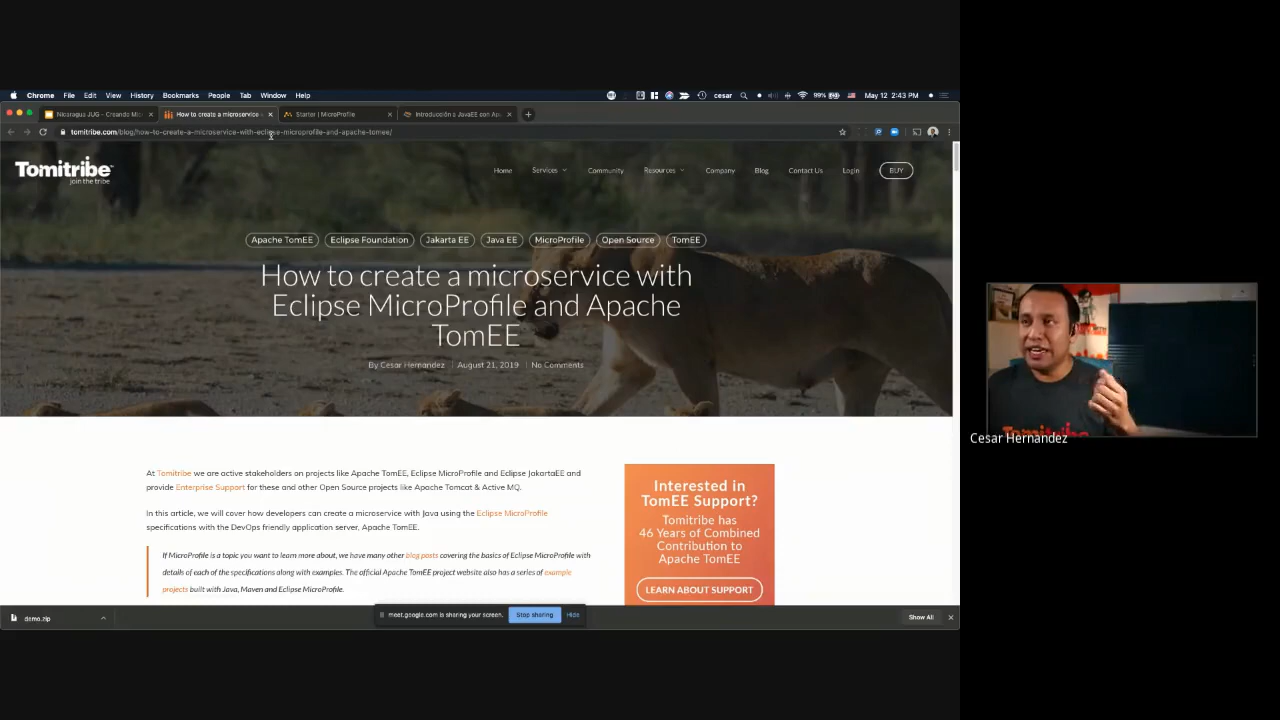 Chrome File Edit View History Bookmarks People Tab Window Help
cesar 99% May 12 2:43 PM
Nicaragua JUG - Creando Micr
How to create a microservice
Starter | MicroProfile
Introducción a JavaEE con Apa
tomitribe.com/blog/how-to-create-a-microservice-with-eclipse-microprofile-and-apache-tomee/
Tomitribe
join the tribe
Home Services Community Resources Company Blog Contact Us Login BUY
Apache TomEE Eclipse Foundation Jakarta EE Java EE MicroProfile Open Source TomEE
How to create a microservice with
Eclipse MicroProfile and Apache
TomEE
By Cesar Hernandez | August 21, 2019 | No Comments
At Tomitribe we are active stakeholders on projects like Apache TomEE, Eclipse MicroProfile and Eclipse JakartaEE and
provide Enterprise Support for these and other Open Source projects like Apache Tomcat & Active MQ.
In this article, we will cover how developers can create a microservice with Java using the Eclipse MicroProfile
specifications with the DevOps friendly application server, Apache TomEE.
If MicroProfile is a topic you want to learn more about, we have many other blog posts covering the basics of Eclipse MicroProfile with
details of each of the specifications along with examples. The official Apache TomEE project website also has a series of example
projects built with Java, Maven and Eclipse MicroProfile.
Interested in
TomEE Support?
Tomitribe has
46 Years of Combined
Contribution to
Apache TomEE
LEARN ABOUT SUPPORT
meet.google.com is sharing your screen. Stop sharing Hide
demo.zip
Show All
Cesar Hernandez
Tomitribe